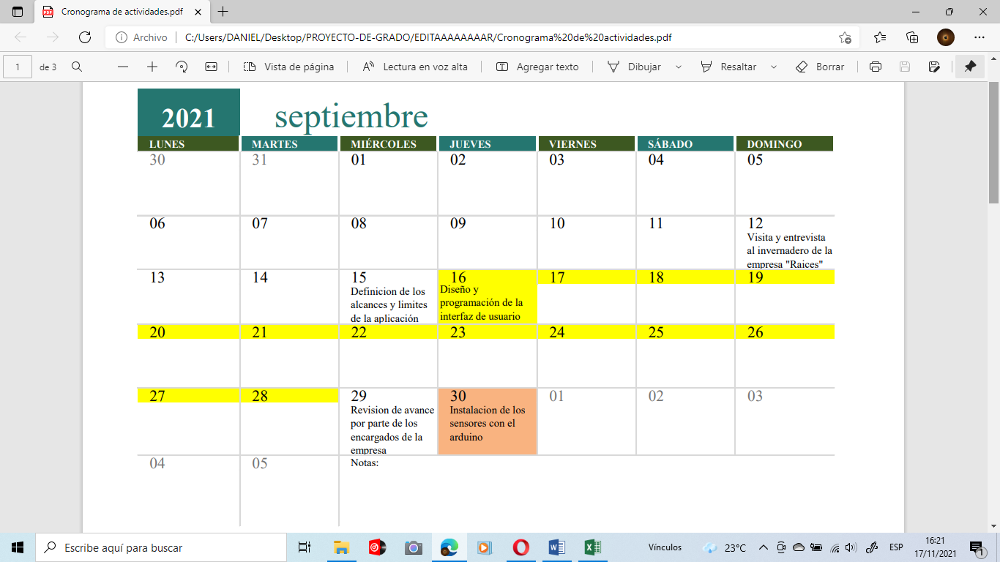 Cronograma de actividades.pdf
Archivo C:/Users/DANIEL/Desktop/PROYECTO-DE-GRADO/EDITAAAAAAAAR/Cronograma%20de%20actividades.pdf
1 de 3 Vista de página Lectura en voz alta Agregar texto Dibujar Resaltar Borrar
2021 septiembre
LUNES MARTES MIÉRCOLES JUEVES VIERNES SÁBADO DOMINGO
30 31 01 02 03 04 05
06 07 08 09 10 11 12
Visita y entrevista
al invernadero de la
empresa "Raices"
13 14 15 16 17 18 19
Definicion de los
alcances y limites
de la aplicación
Diseño y
programación de la
interfaz de usuario
20 21 22 23 24 25 26
27 28 29 30 01 02 03
Revision de avance
por parte de los
encargados de la
empresa
Instalacion de los
sensores con el
arduino
04 05 Notas:
Escribe aquí para buscar
Vínculos 23°C ESP
16:21
17/11/2021
1